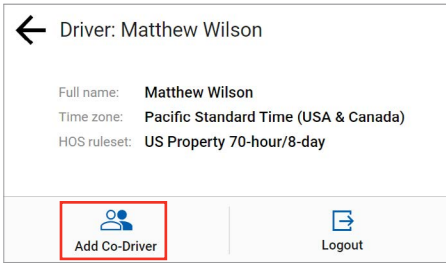 Driver: Matthew Wilson
Full name: Matthew Wilson
Time zone: Pacific Standard Time (USA & Canada)
HOS ruleset: US Property 70-hour/8-day
Add Co-Driver Logout